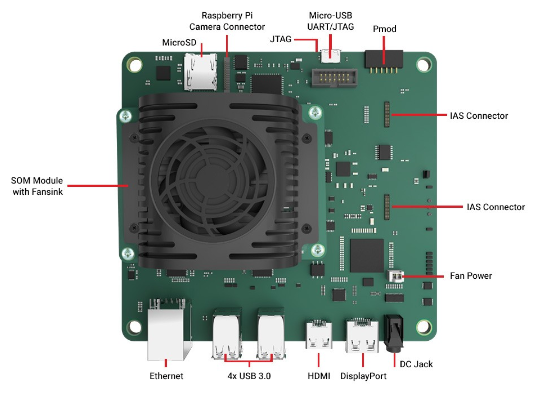 Raspberry Pi
Camera Connector
Micro-USB
UART/JTAG
MicroSD
JTAG
Pmod
IAS Connector
SOM Module
with Fansink
IAS Connector
Fan Power
Ethernet
4x USB 3.0
HDMI
DisplayPort
DC Jack